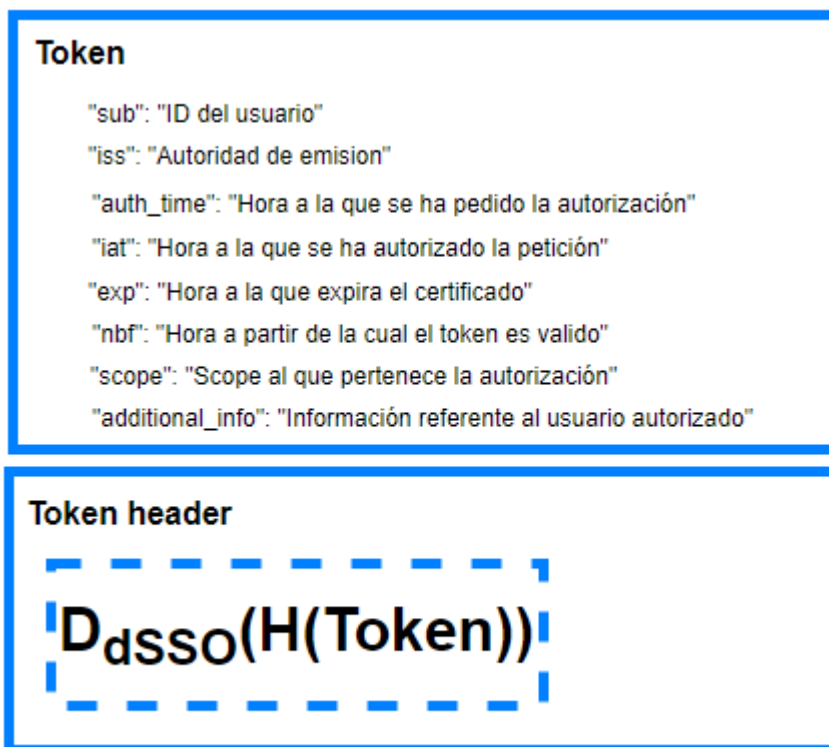 Token
"sub": "ID del usuario"
"iss": "Autoridad de emision"
"auth_time": "Hora a la que se ha pedido la autorización"
"iat": "Hora a la que se ha autorizado la petición"
"exp": "Hora a la que expira el certificado"
"nbf": "Hora a partir de la cual el token es valido"
"scope": "Scope al que pertenece la autorización"
"additional_info": "Información referente al usuario autorizado"
Token header
DdSSO(H(Token))